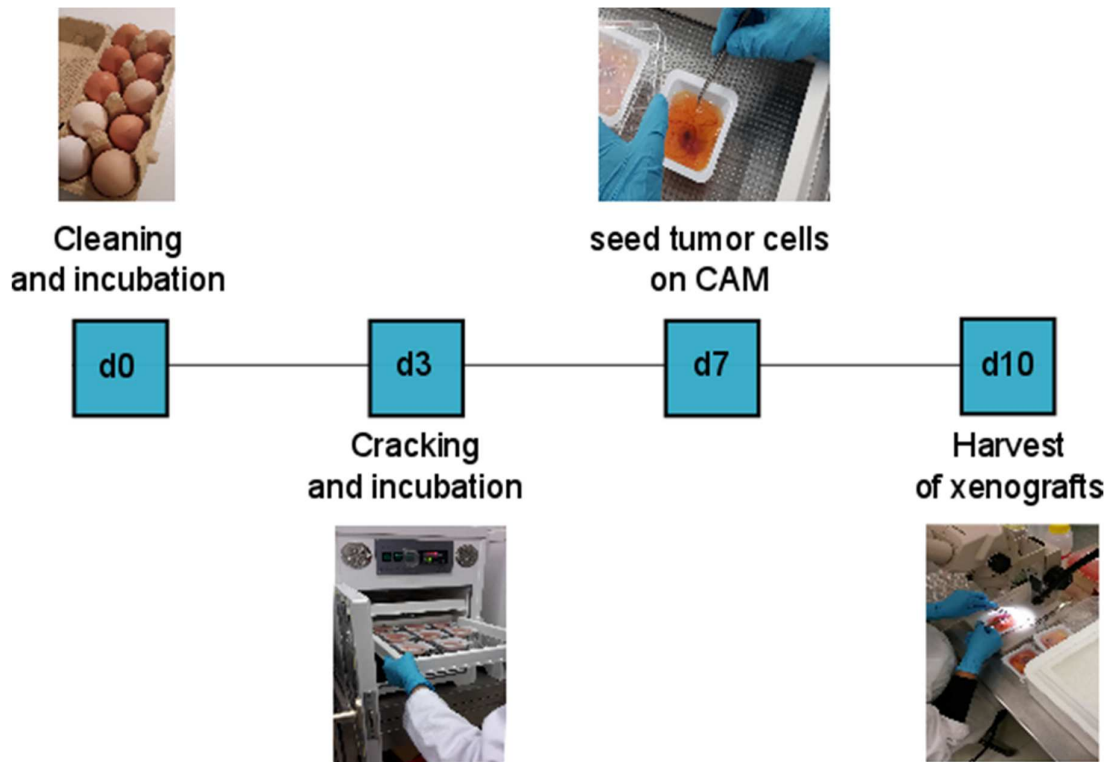 Cleaning
and incubation
seed tumor cells
on CAM
d0
d3
d7
d10
Cracking
and incubation
Harvest
of xenografts